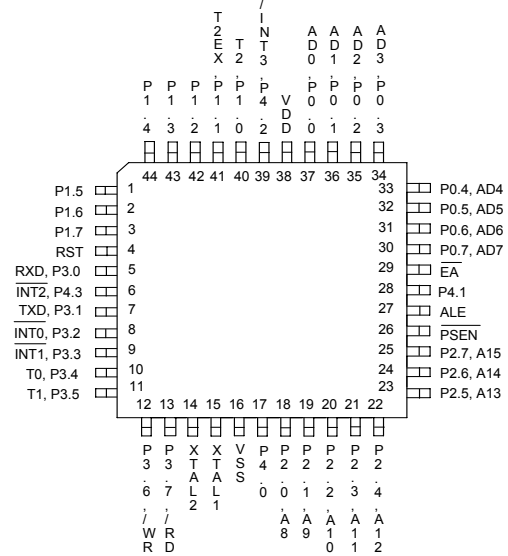 P1.4
P1.3
P1.2
T2EX,P1.1
T2,P1.0
/INT3,P4.2
VDD
AD0,P0.0
AD1,P0.1
AD2,P0.2
AD3,P0.3
44
43
42
41
40
39
38
37
36
35
34
P1.5
1
P1.6
2
P1.7
3
RST
4
RXD, P3.0
5
INT2, P4.3
6
TXD, P3.1
7
INT0, P3.2
8
INT1, P3.3
9
T0, P3.4
10
T1, P3.5
11
33
P0.4, AD4
32
P0.5, AD5
31
P0.6, AD6
30
P0.7, AD7
29
EA
28
P4.1
27
ALE
26
PSEN
25
P2.7, A15
24
P2.6, A14
23
P2.5, A13
12
13
14
15
16
17
18
19
20
21
22
P3.6,/WR
P3.7,/RD
XTAL2
XTAL1
VSS
P4.0
P2.0,A8
P2.1,A9
P2.2,A10
P2.3,A11
P2.4,A12